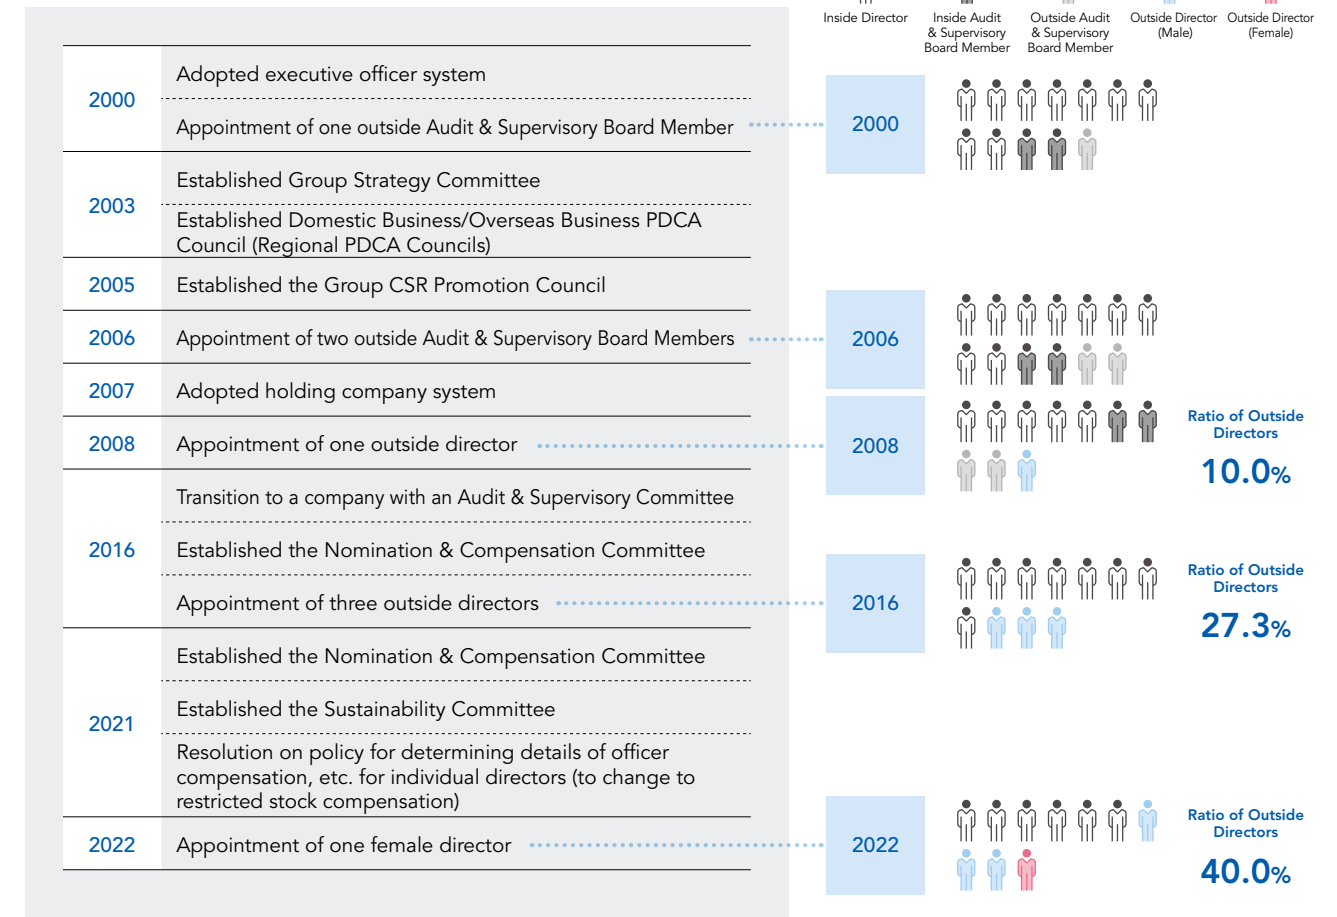 Inside Director
Inside Audit
& Supervisory
Board Member
Outside Audit
& Supervisory
Board Member
Outside Director
(Male)
Outside Director
(Female)
2000
Adopted executive officer system
Appointment of one outside Audit & Supervisory Board Member
2000
2003
Established Group Strategy Committee
Established Domestic Business/Overseas Business PDCA
Council (Regional PDCA Councils)
2005
Established the Group CSR Promotion Council
2006
Appointment of two outside Audit & Supervisory Board Members
2006
2007
Adopted holding company system
2008
Appointment of one outside director
2008
Ratio of Outside
Directors
10.0%
2016
Transition to a company with an Audit & Supervisory Committee
Established the Nomination & Compensation Committee
Appointment of three outside directors
2016
Ratio of Outside
Directors
27.3%
2021
Established the Nomination & Compensation Committee
Established the Sustainability Committee
Resolution on policy for determining details of officer
compensation, etc. for individual directors (to change to
restricted stock compensation)
2022
Appointment of one female director
2022
Ratio of Outside
Directors
40.0%